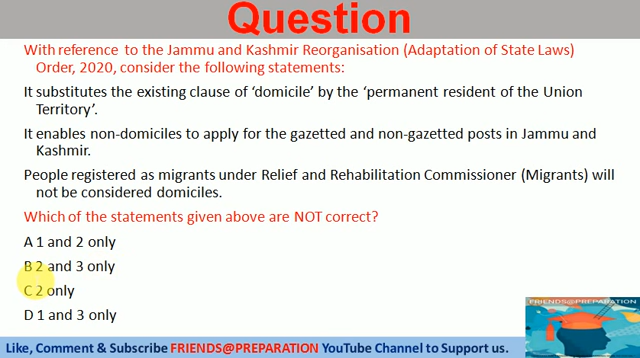 Question
With reference to the Jammu and Kashmir Reorganisation (Adaptation of State Laws)
Order, 2020, consider the following statements:
It substitutes the existing clause of ‘domicile’ by the ‘permanent resident of the Union
Territory’.
It enables non-domiciles to apply for the gazetted and non-gazetted posts in Jammu and
Kashmir.
People registered as migrants under Relief and Rehabilitation Commissioner (Migrants) will
not be considered domiciles.
Which of the statements given above are NOT correct?
A 1 and 2 only
B 2 and 3 only
C 2 only
D 1 and 3 only
FRIENDS@PREPARATION
Like, Comment & Subscribe FRIENDS@PREPARATION YouTube Channel to Support us.